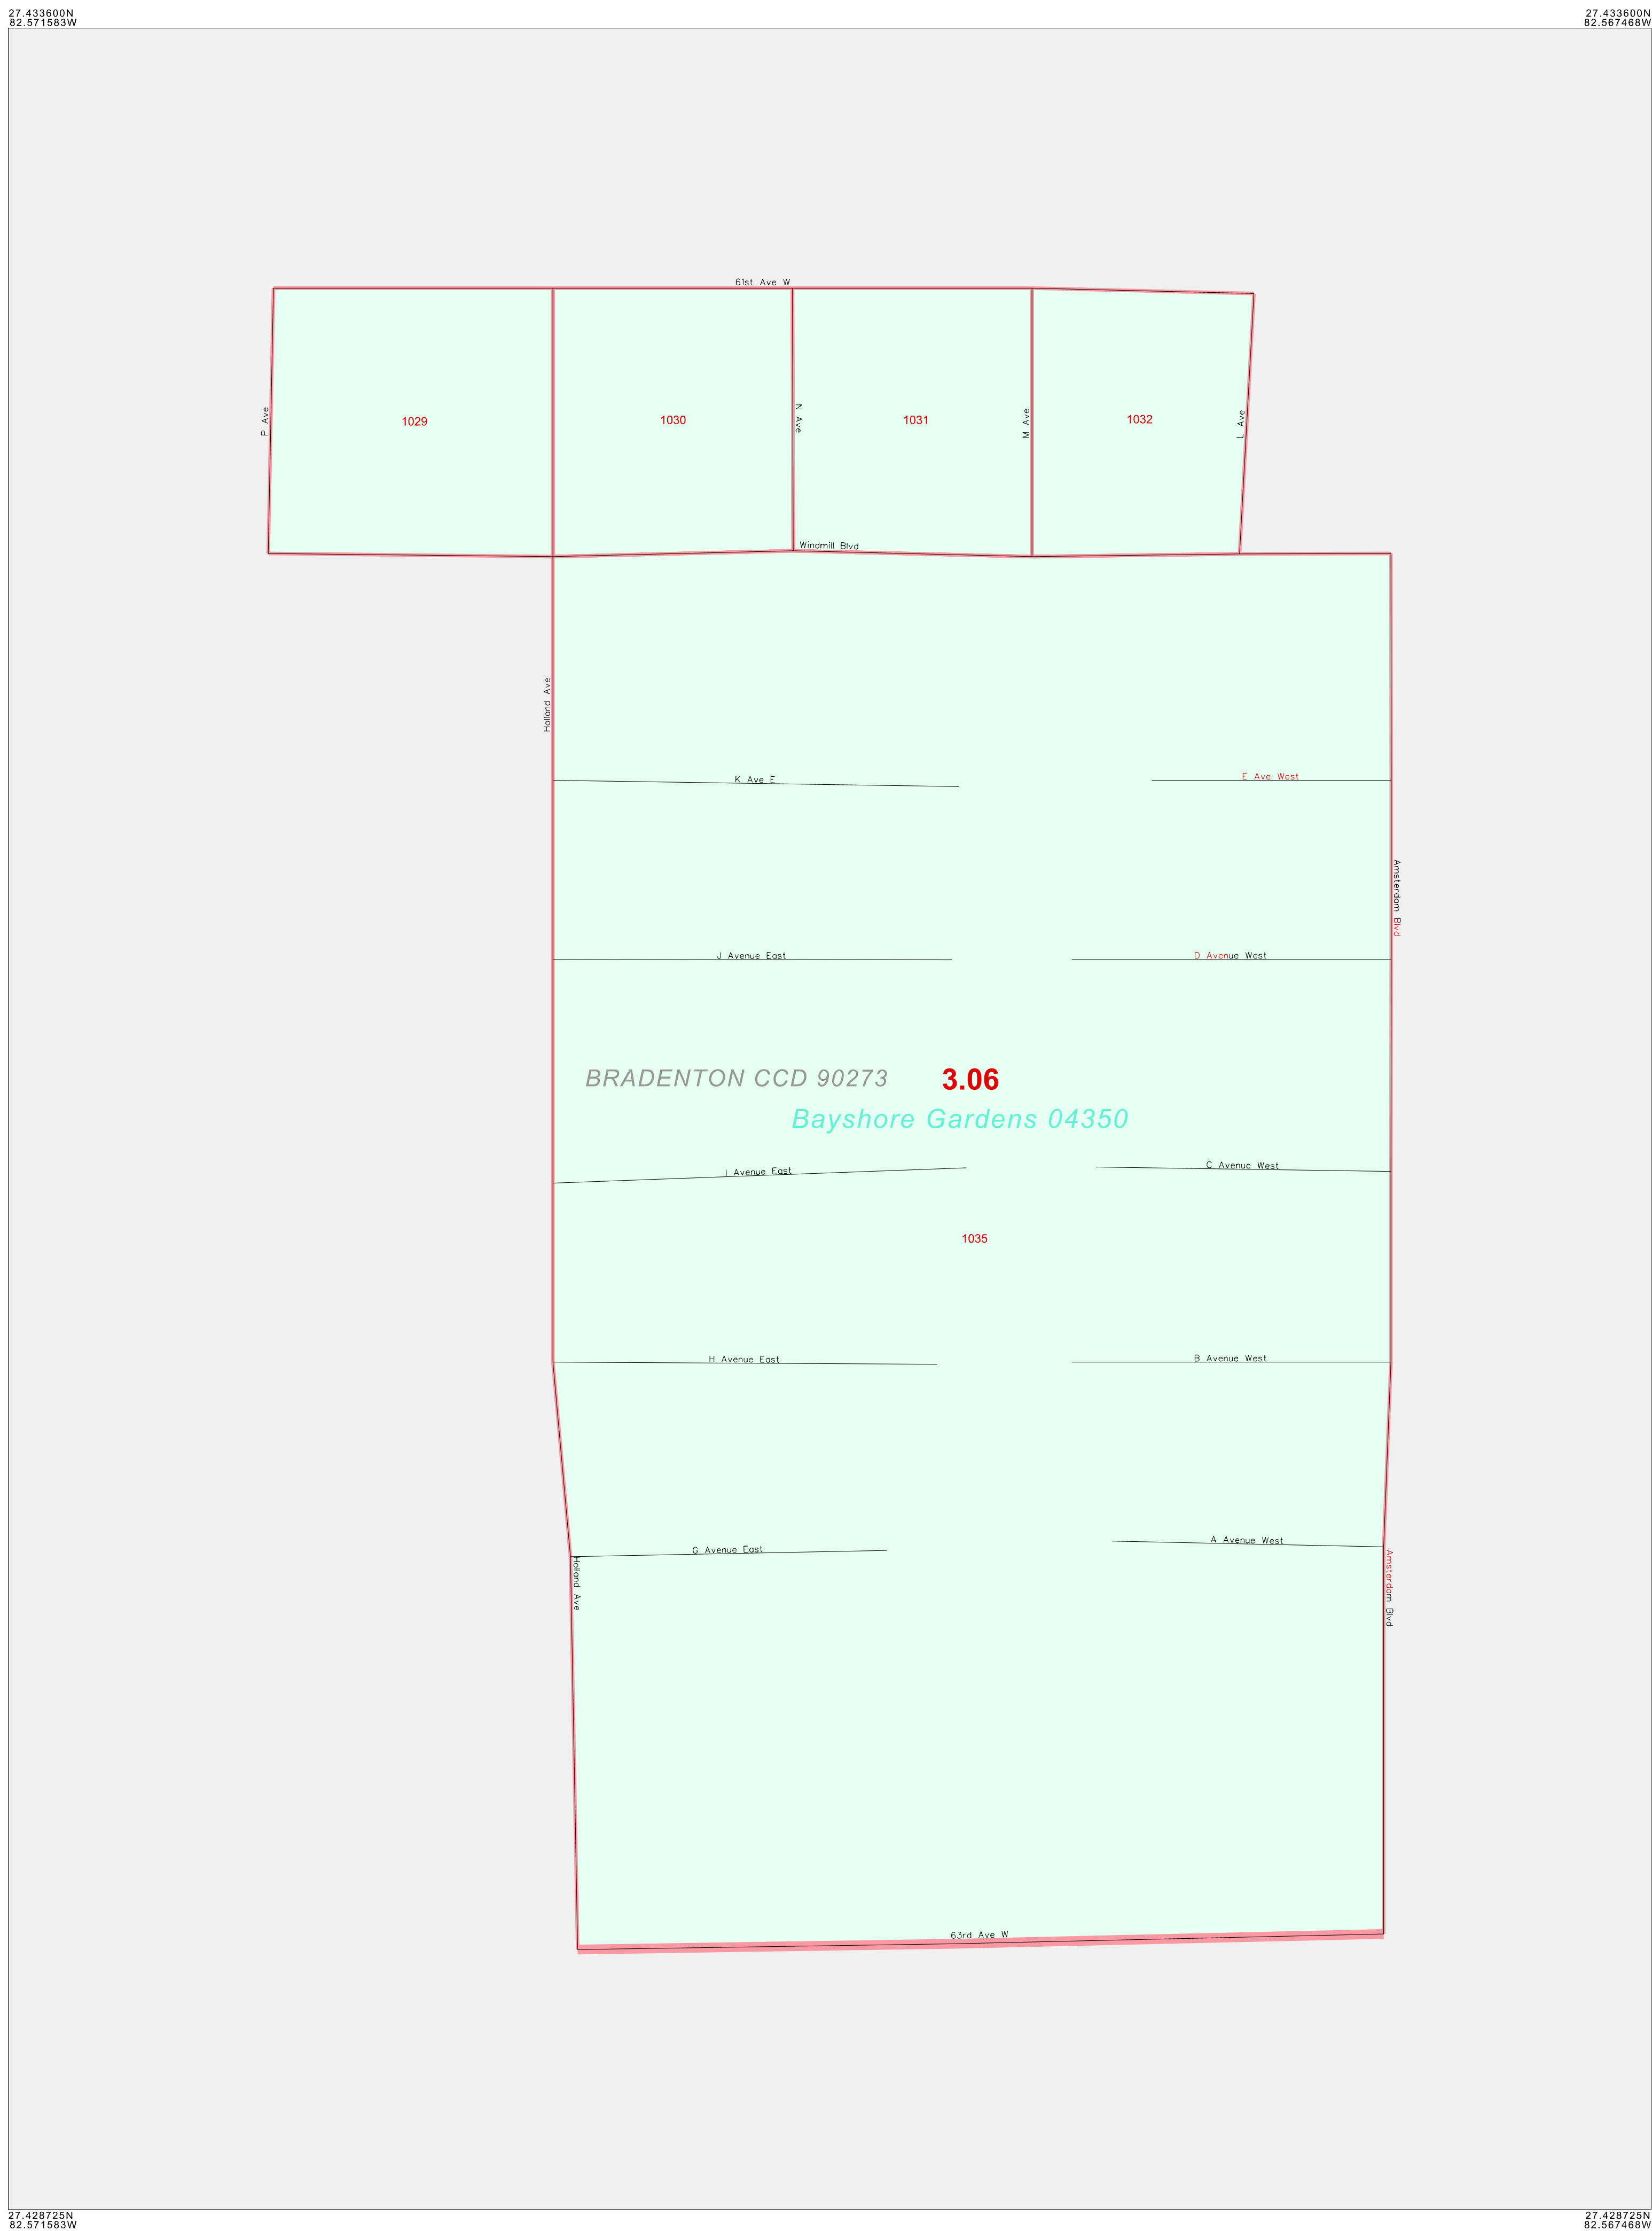 27.433600N
82.571583W
27.433600N
82.567468W
61st Ave W
P Ave
1029
1030
N Ave
1031
M Ave
1032
L Ave
Windmill Blvd
Holland Ave
K Ave E
E Ave West
Amsterdam Blvd
J Avenue East
D Avenue West
BRADENTON CCD 90273
3.06
Bayshore Gardens 04350
I Avenue East
C Avenue West
1035
H Avenue East
B Avenue West
G Avenue East
A Avenue West
Holland Ave
Amsterdam Blvd
63rd Ave W
27.428725N
82.571583W
27.428725N
82.567468W